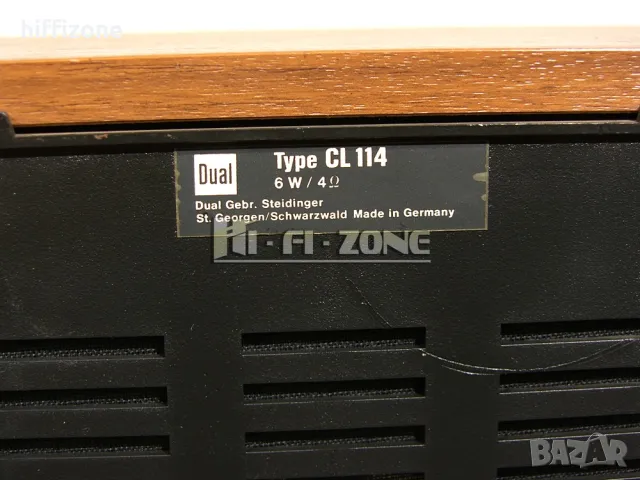 hiffizone
Dual
Type CL 114
6 W / 4 Ω
Dual Gebr. Steidinger
St. Georgen/Schwarzwald Made in Germany
Hi-Fi-Zone
BAZAR